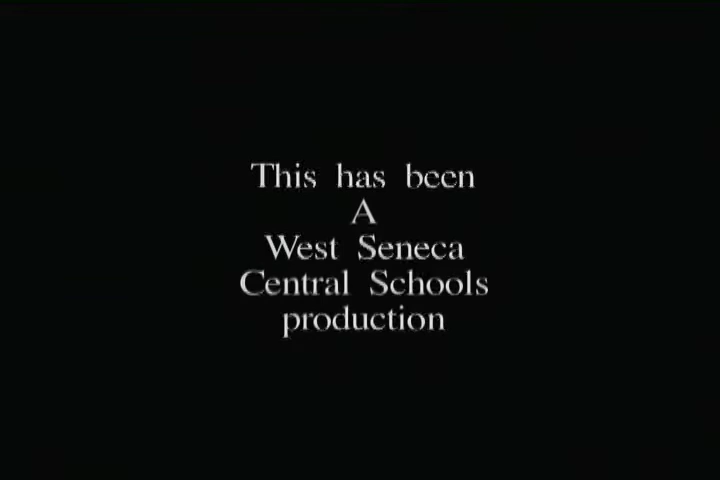 This has been
A
West Seneca
Central Schools
production